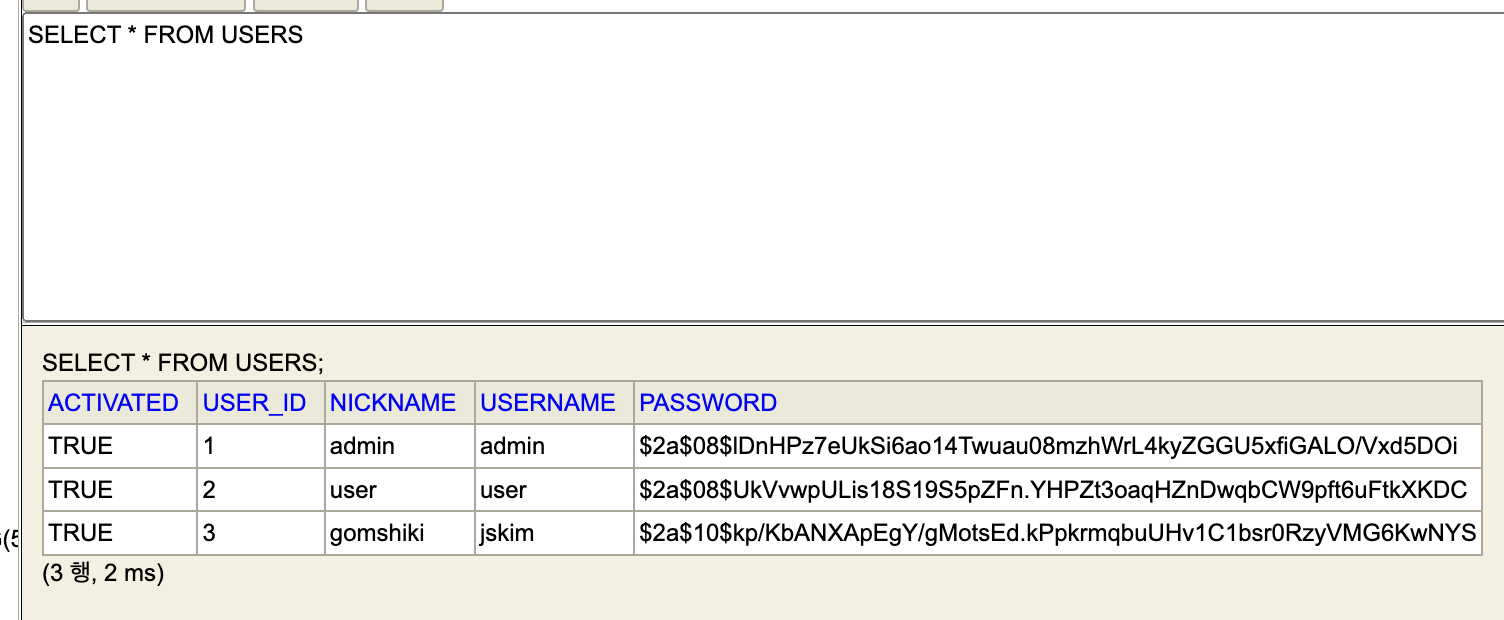 SELECT * FROM USERS
SELECT * FROM USERS;
ACTIVATED USER_ID NICKNAME USERNAME PASSWORD
TRUE 1 admin admin $2a$08$lDnHPz7eUkSi6ao14Twuau08mzhWrL4kyZGGU5xfiGALO/Vxd5DOi
TRUE 2 user user $2a$08$UkVvwpULis18S19S5pZFn.YHPZt3oaqHZnDwqbCW9pft6uFtkXKDC
TRUE 3 gomshiki jskim $2a$10$kp/KbANXApEgY/gMotsEd.kPpkrmqbuUHv1C1bsr0RzyVMG6KwNYS
(3 행, 2 ms)